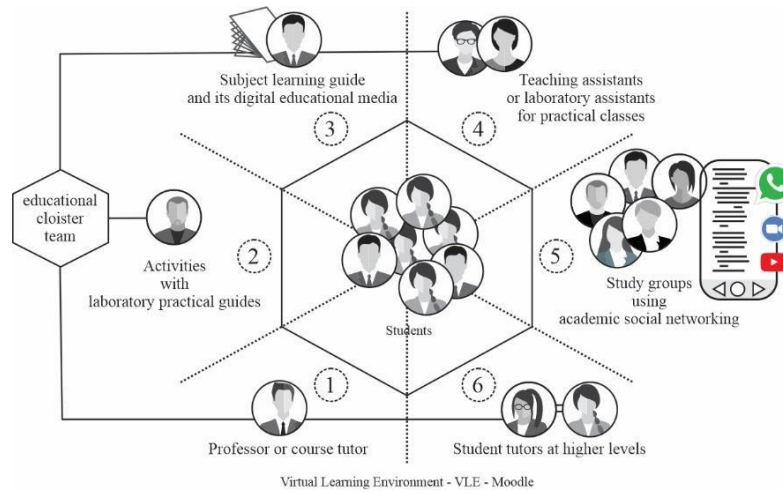 Subject learning guide
and its digital educational media
3
4
Teaching assistants
or laboratory assistants
for practical classes
educational
cloister
team
Activities
with
laboratory practical guides
2
Students
5
Study groups
using
academic social networking
1
6
Professor or course tutor
Student tutors at higher levels
Virtual Learning Environment - VLE - Moodle